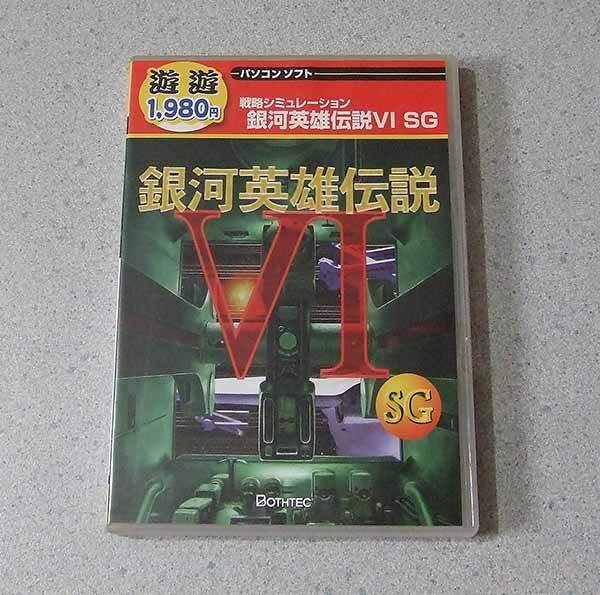 遊遊
1,980円
パソコンソフト
戦略シミュレーション
銀河英雄伝説VI SG
銀河英雄伝説
VI
SG
BOTHTEC